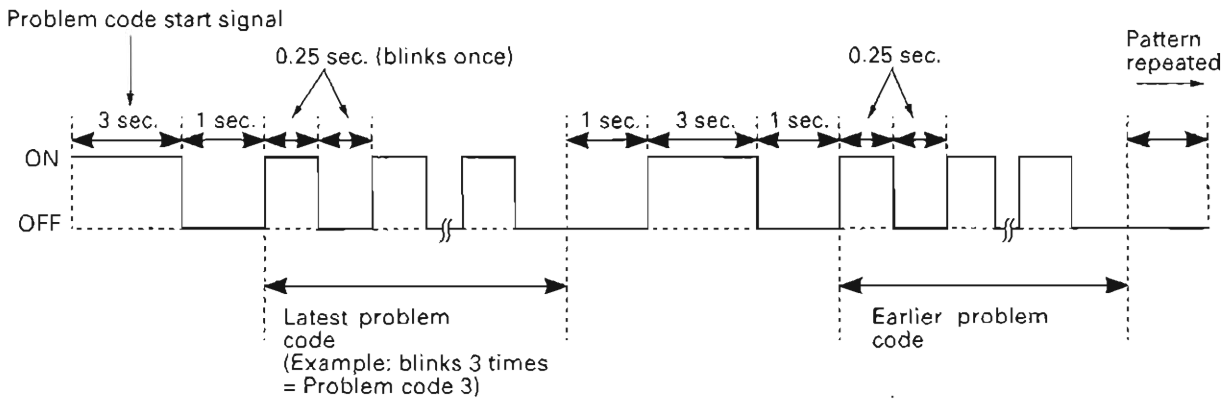 Problem code start signal
0.25 sec. (blinks once)
0.25 sec.
Pattern
repeated
3 sec.
1 sec.
1 sec.
3 sec.
1 sec.
ON
OFF
Latest problem
code
(Example: blinks 3 times
= Problem code 3)
Earlier problem
code